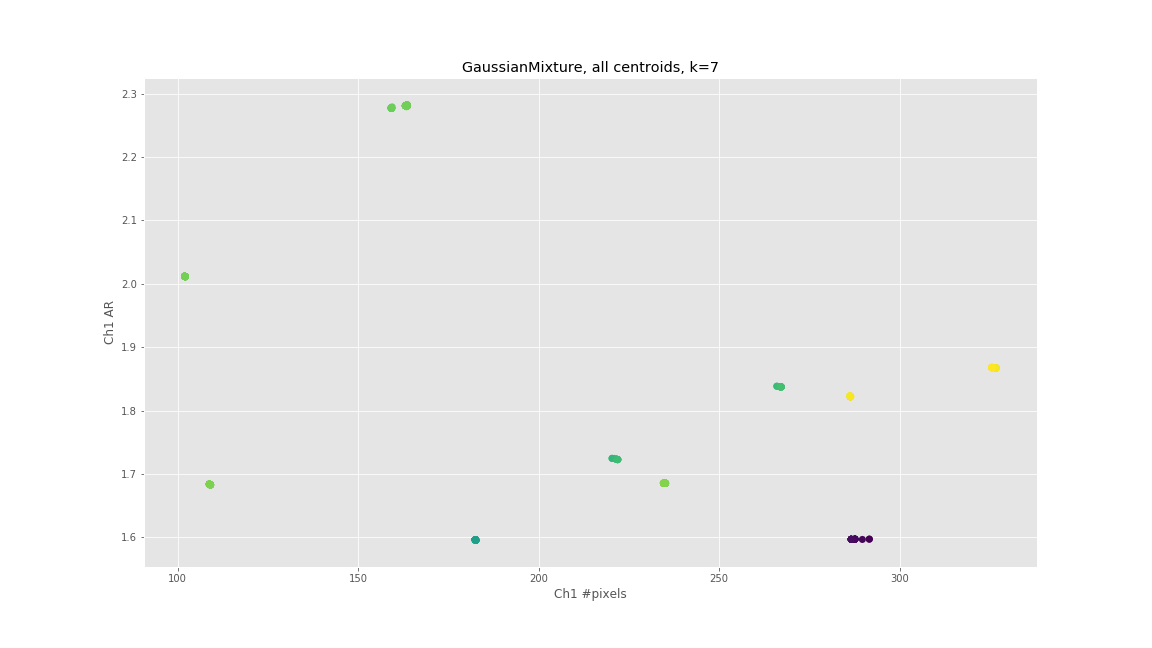 GaussianMixture, all centroids, k=7
2.3
2.2
2.1
2.0
1.9
1.8
1.7
1.6
Ch1 AR
100 150 200 250 300
Ch1 #pixels